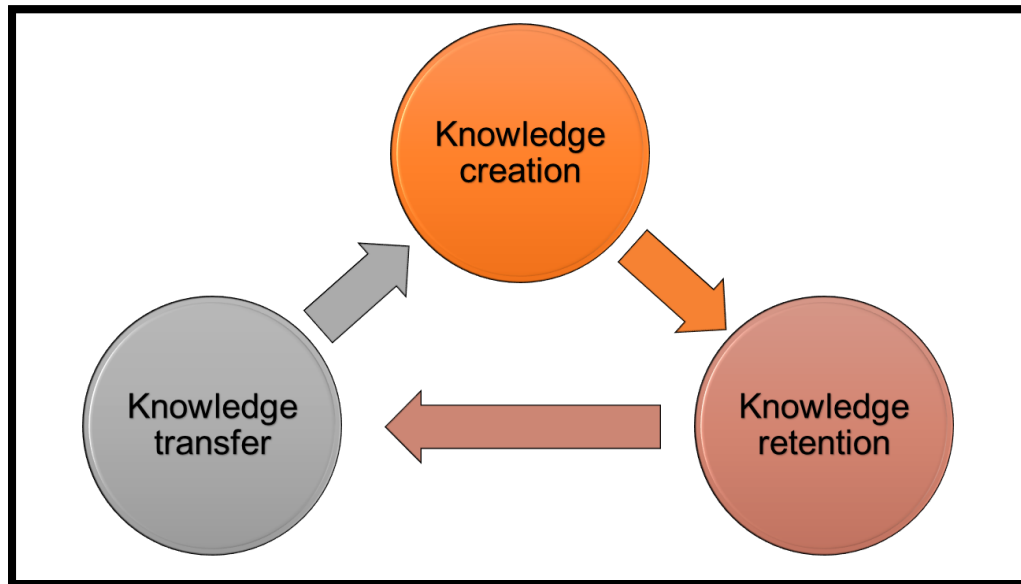 Knowledge
creation
Knowledge
transfer
Knowledge
retention